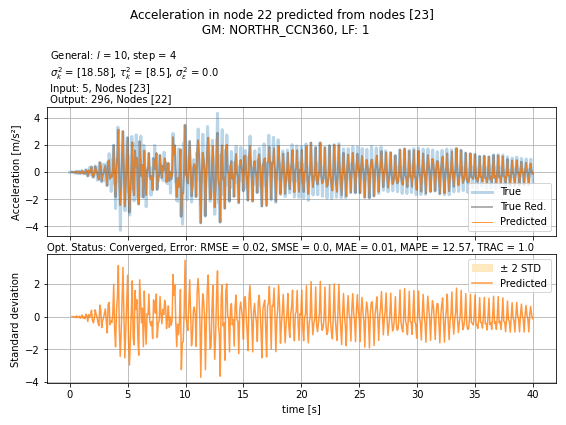 Acceleration in node 22 predicted from nodes [23]
GM: NORTHR_CCN360, LF: 1
General: l = 10, step = 4
σ²ₖ = [18.58], τ²ₖ = [8.5], σ²ε = 0.0
Input: 5, Nodes [23]
Output: 296, Nodes [22]
Acceleration [m/s²]
4
2
0
−2
−4
True
True Red.
Predicted
Opt. Status: Converged, Error: RMSE = 0.02, SMSE = 0.0, MAE = 0.01, MAPE = 12.57, TRAC = 1.0
Standard deviation
2
0
−2
−4
± 2 STD
Predicted
0 5 10 15 20 25 30 35 40
time [s]